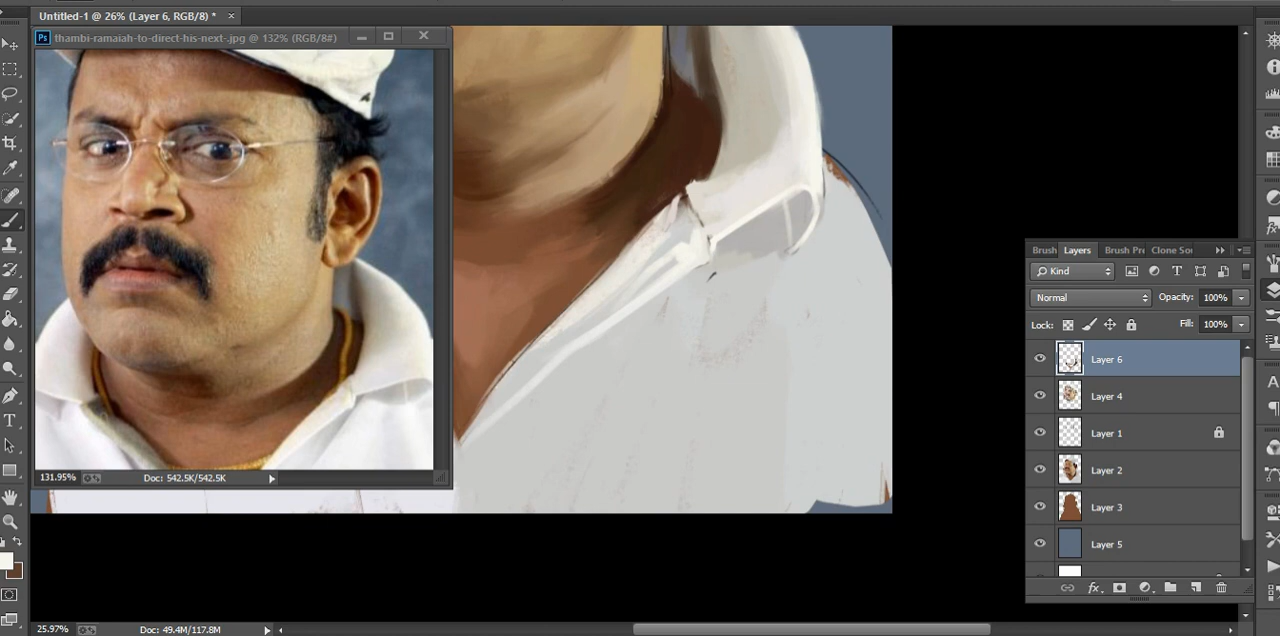 Untitled-1 @ 26% (Layer 6, RGB/8) * ×
Ps thambi-ramaiah-to-direct-his-next-.jpg @ 132% (RGB/8#)
131.95% Doc: 542.5K/542.5K
Brush Layers Brush Pre Clone Sou
Kind
Normal Opacity: 100%
Lock: Fill: 100%
Layer 6
Layer 4
Layer 1
Layer 2
Layer 3
Layer 5
fx
25.97% Doc: 49.4M/117.8M